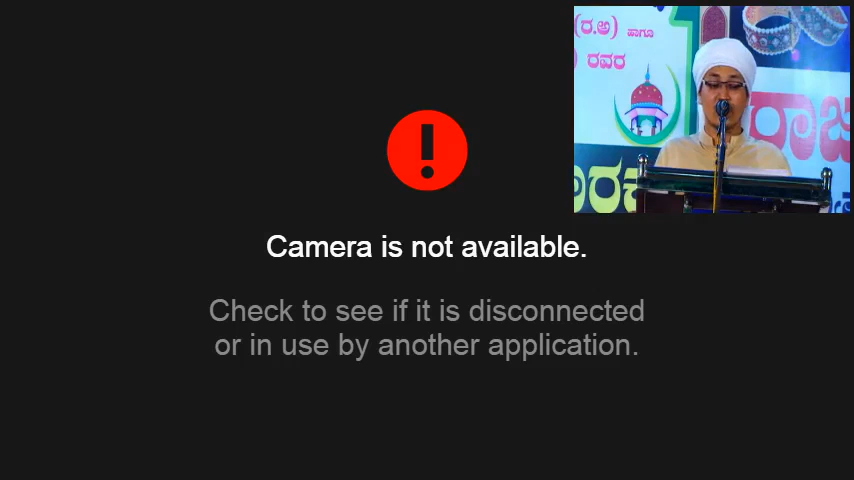 (ರ.ಅ) ಹಾಗೂ
) ರವರ
ರಾಜ
Camera is not available.
Check to see if it is disconnected
or in use by another application.